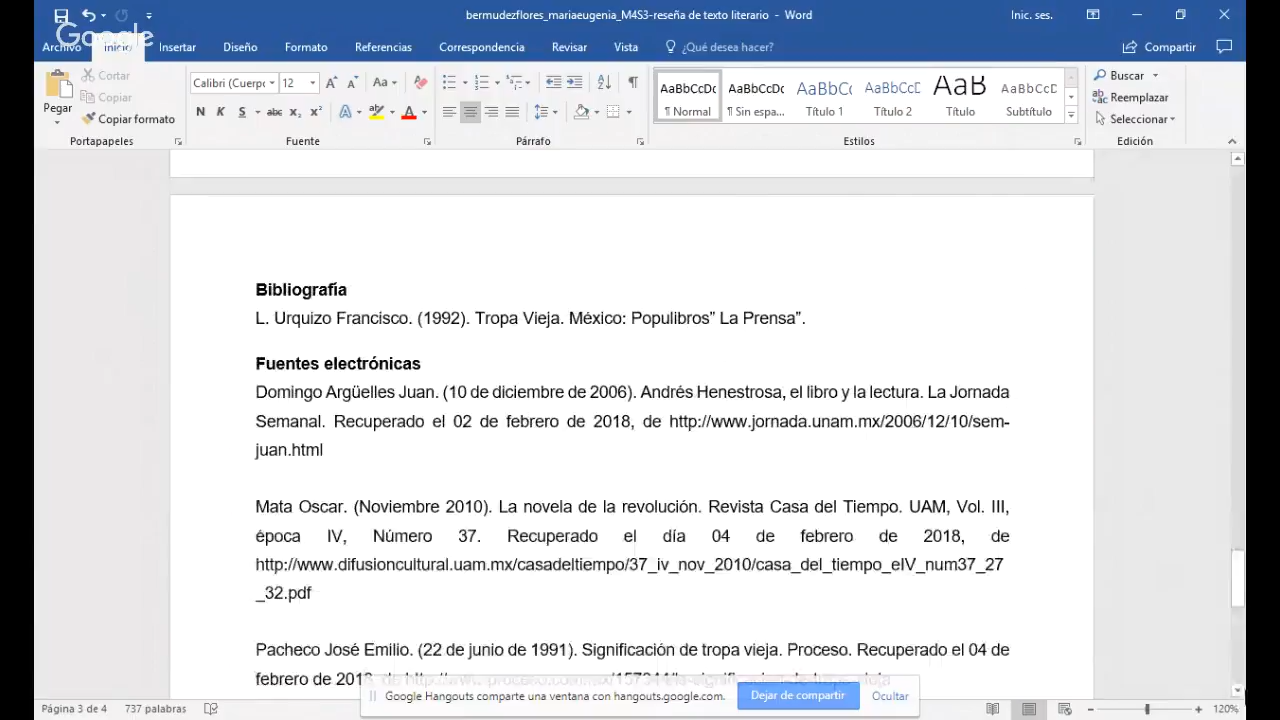 bermudezflores_mariaeugenia_M4S3-reseña de texto literario - Word
Inic. ses.
Google
Archivo Inicio Insertar Diseño Formato Referencias Correspondencia Revisar Vista ¿Qué desea hacer? Compartir
Pegar
Cortar
Copiar
Copiar formato
Portapapeles
Calibri (Cuerpo 12
N K S abc x₂ x²
Fuente
Párrafo
AaBbCcDc AaBbCcDc AaBbCc AaBbCcD AaB AaBbCcD
¶ Normal ¶ Sin espa... Título 1 Título 2 Título Subtítulo
Estilos
Buscar
Reemplazar
Selección
Edición
Bibliografía
L. Urquizo Francisco. (1992). Tropa Vieja. México: Populibros” La Prensa”.
Fuentes electrónicas
Domingo Argüelles Juan. (10 de diciembre de 2006). Andrés Henestrosa, el libro y la lectura. La Jornada
Semanal. Recuperado el 02 de febrero de 2018, de http://www.jornada.unam.mx/2006/12/10/sem-
juan.html
Mata Oscar. (Noviembre 2010). La novela de la revolución. Revista Casa del Tiempo. UAM, Vol. III,
época IV, Número 37. Recuperado el día 04 de febrero de 2018, de
http://www.difusioncultural.uam.mx/casadeltiempo/37_iv_nov_2010/casa_del_tiempo_eIV_num37_27
_32.pdf
Pacheco José Emilio. (22 de junio de 1991). Significación de tropa vieja. Proceso. Recuperado el 04 de
febrero de 2018, de
Google Hangouts comparte una ventana con hangouts.google.com. Dejar de compartir Ocultar
Página 3 de 4 737 palabras 120%